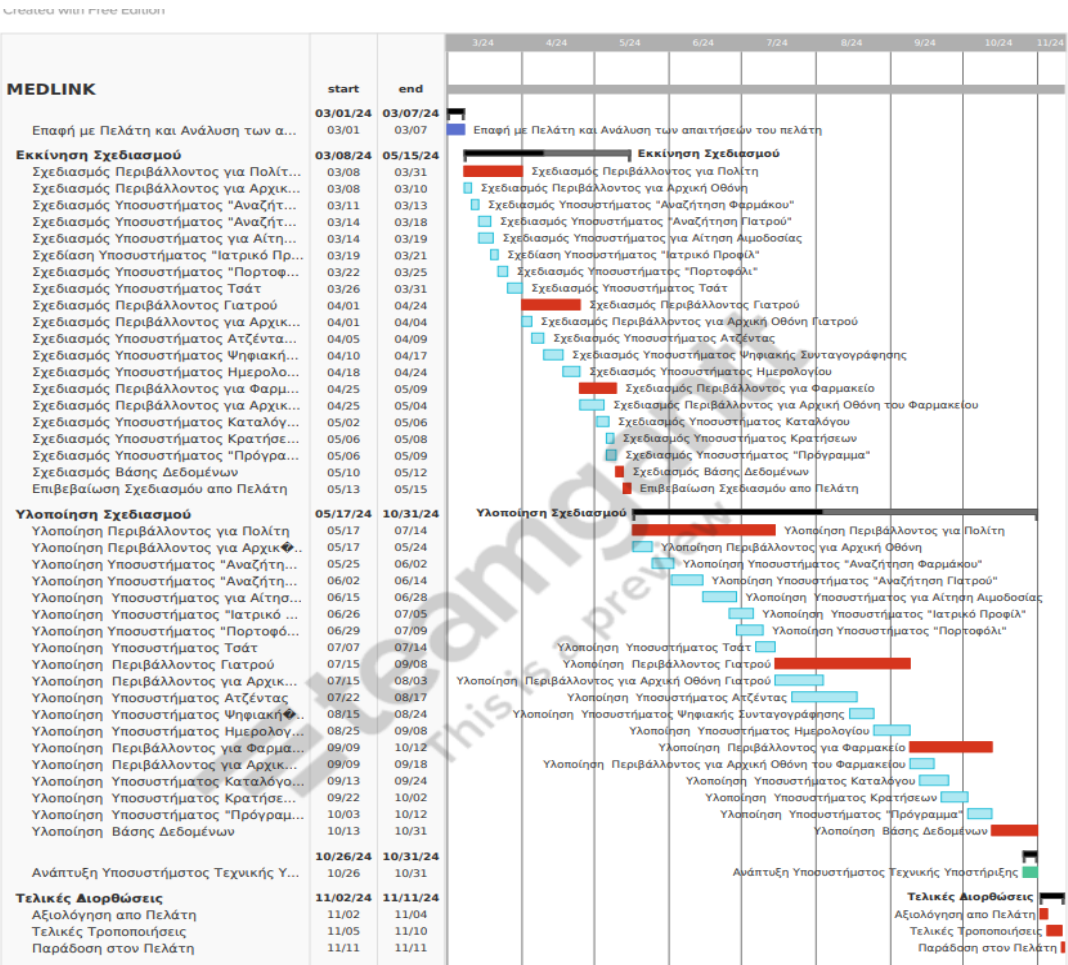 Created with Free Edition
3/24 4/24 5/24 6/24 7/24 8/24 9/24 10/24 11/24
MEDLINK start end
03/01/24 03/07/24
Επαφή με Πελάτη και Ανάλυση των α... 03/01 03/07 Επαφή με Πελάτη και Ανάλυση των απαιτήσεών του πελάτη
Εκκίνηση Σχεδιασμού 03/08/24 05/15/24 Εκκίνηση Σχεδιασμού
Σχεδιασμός Περιβάλλοντος για Πολίτ... 03/08 03/31 Σχεδιασμός Περιβάλλοντος για Πολίτη
Σχεδιασμός Περιβάλλοντος για Αρχικ... 03/08 03/10 Σχεδιασμός Περιβάλλοντος για Αρχική Οθόνη
Σχεδιασμός Υποσυστήματος "Αναζήτ... 03/11 03/13 Σχεδιασμός Υποσυστήματος "Αναζήτηση Φαρμάκου"
Σχεδιασμός Υποσυστήματος "Αναζήτ... 03/14 03/18 Σχεδιασμός Υποσυστήματος "Αναζήτηση Γιατρού"
Σχεδιασμός Υποσυστήματος για Αίτη... 03/14 03/19 Σχεδιασμός Υποσυστήματος για Αίτηση Αιμοδοσίας
Σχεδίαση Υποσυστήματος "Ιατρικό Πρ... 03/19 03/21 Σχεδίαση Υποσυστήματος "Ιατρικό Προφίλ"
Σχεδιασμός Υποσυστήματος "Πορτοφ... 03/22 03/25 Σχεδιασμός Υποσυστήματος "Πορτοφόλι"
Σχεδιασμός Υποσυστήματος Τσάτ 03/26 03/31 Σχεδιασμός Υποσυστήματος Τσάτ
Σχεδιασμός Περιβάλλοντος Γιατρού 04/01 04/24 Σχεδιασμός Περιβάλλοντος Γιατρού
Σχεδιασμός Περιβάλλοντος για Αρχικ... 04/01 04/04 Σχεδιασμός Περιβάλλοντος για Αρχική Οθόνη Γιατρού
Σχεδιασμός Υποσυστήματος Ατζέντα... 04/05 04/09 Σχεδιασμός Υποσυστήματος Ατζέντας
Σχεδιασμός Υποσυστήματος Ψηφιακή... 04/10 04/17 Σχεδιασμός Υποσυστήματος Ψηφιακής Συνταγογράφησης
Σχεδιασμός Υποσυστήματος Ημερολο... 04/18 04/24 Σχεδιασμός Υποσυστήματος Ημερολογίου
Σχεδιασμός Περιβάλλοντος για Φαρμ... 04/25 05/09 Σχεδιασμός Περιβάλλοντος για Φαρμακείο
Σχεδιασμός Περιβάλλοντος για Αρχικ... 04/25 05/04 Σχεδιασμός Περιβάλλοντος για Αρχική Οθόνη του Φαρμακείου
Σχεδιασμός Υποσυστήματος Καταλόγ... 05/02 05/06 Σχεδιασμός Υποσυστήματος Καταλόγου
Σχεδιασμός Υποσυστήματος Κρατήσε... 05/06 05/08 Σχεδιασμός Υποσυστήματος Κρατήσεων
Σχεδιασμός Υποσυστήματος "Πρόγρα... 05/06 05/09 Σχεδιασμός Υποσυστήματος "Πρόγραμμα"
Σχεδιασμός Βάσης Δεδομένων 05/10 05/12 Σχεδιασμός Βάσης Δεδομένων
Επιβεβαίωση Σχεδιασμόυ απο Πελάτη 05/13 05/15 Επιβεβαίωση Σχεδιασμόυ απο Πελάτη
Υλοποίηση Σχεδιασμού 05/17/24 10/31/24 Υλοποίηση Σχεδιασμού
Υλοποίηση Περιβάλλοντος για Πολίτη 05/17 07/14 Υλοποίηση Περιβάλλοντος για Πολίτη
Υλοποίηση Περιβάλλοντος για Αρχικ�.. 05/17 05/24 Υλοποίηση Περιβάλλοντος για Αρχική Οθόνη
Υλοποίηση Υποσυστήματος "Αναζήτη... 05/25 06/02 Υλοποίηση Υποσυστήματος "Αναζήτηση Φαρμάκου"
Υλοποίηση Υποσυστήματος "Αναζήτη... 06/02 06/14 Υλοποίηση Υποσυστήματος "Αναζήτηση Γιατρού"
Υλοποίηση Υποσυστήματος για Αίτησ... 06/15 06/28 Υλοποίηση Υποσυστήματος για Αίτηση Αιμοδοσίας
Υλοποίηση Υποσυστήματος "Ιατρικό ... 06/26 07/05 Υλοποίηση Υποσυστήματος "Ιατρικό Προφίλ"
Υλοποίηση Υποσυστήματος "Πορτοφό... 06/29 07/09 Υλοποίηση Υποσυστήματος "Πορτοφόλι"
Υλοποίηση Υποσυστήματος Τσάτ 07/07 07/14 Υλοποίηση Υποσυστήματος Τσάτ
Υλοποίηση Περιβάλλοντος Γιατρού 07/15 09/08 Υλοποίηση Περιβάλλοντος Γιατρού
Υλοποίηση Περιβάλλοντος για Αρχικ... 07/15 08/03 Υλοποίηση Περιβάλλοντος για Αρχική Οθόνη Γιατρού
Υλοποίηση Υποσυστήματος Ατζέντας 07/22 08/17 Υλοποίηση Υποσυστήματος Ατζέντας
Υλοποίηση Υποσυστήματος Ψηφιακή�.. 08/15 08/24 Υλοποίηση Υποσυστήματος Ψηφιακής Συνταγογράφησης
Υλοποίηση Υποσυστήματος Ημερολογ... 08/25 09/08 Υλοποίηση Υποσυστήματος Ημερολογίου
Υλοποίηση Περιβάλλοντος για Φαρμα... 09/09 10/12 Υλοποίηση Περιβάλλοντος για Φαρμακείο
Υλοποίηση Περιβάλλοντος για Αρχικ... 09/09 09/18 Υλοποίηση Περιβάλλοντος για Αρχική Οθόνη του Φαρμακείου
Υλοποίηση Υποσυστήματος Καταλόγο... 09/13 09/24 Υλοποίηση Υποσυστήματος Καταλόγου
Υλοποίηση Υποσυστήματος Κρατήσε... 09/22 10/02 Υλοποίηση Υποσυστήματος Κρατήσεων
Υλοποίηση Υποσυστήματος "Πρόγραμ... 10/03 10/12 Υλοποίηση Υποσυστήματος "Πρόγραμμα"
Υλοποίηση Βάσης Δεδομένων 10/13 10/31 Υλοποίηση Βάσης Δεδομένων
10/26/24 10/31/24
Ανάπτυξη Υποσυστήμστος Τεχνικής Υ... 10/26 10/31 Ανάπτυξη Υποσυστήμστος Τεχνικής Υποστήριξης
Τελικές Διορθώσεις 11/02/24 11/11/24 Τελικές Διορθώσεις
Αξιολόγηση απο Πελάτη 11/02 11/04 Αξιολόγηση απο Πελάτη
Τελικές Τροποποιήσεις 11/05 11/10 Τελικές Τροποποιήσεις
Παράδοση στον Πελάτη 11/11 11/11 Παράδοση στον Πελάτη
teamgantt
This is a preview